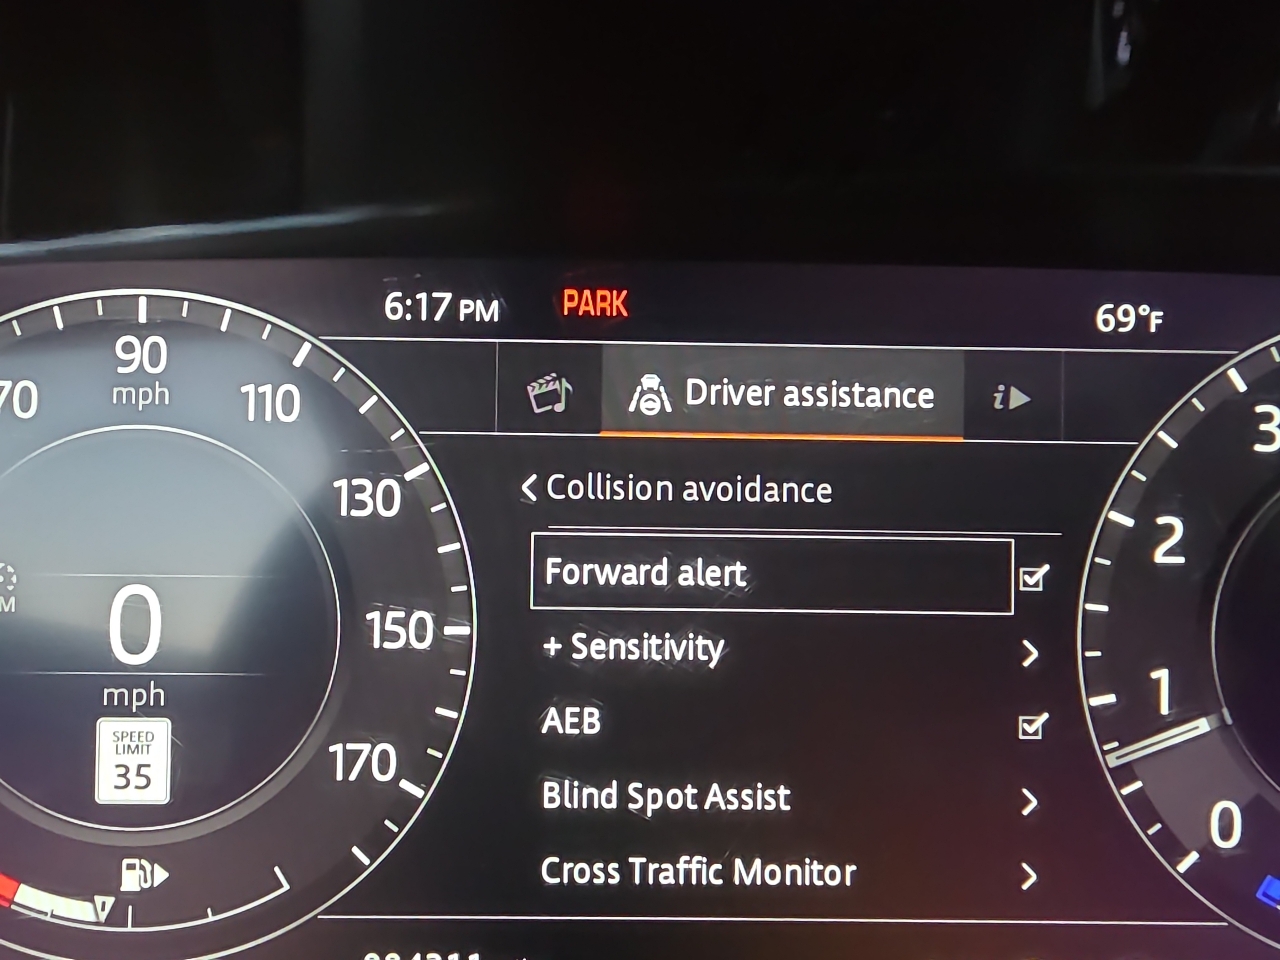 6:17 PM
PARK
69°F
90
mph
70
110
130
150
170
0
mph
SPEED
LIMIT
35
M
Driver assistance
i
< Collision avoidance
Forward alert
+ Sensitivity
AEB
Blind Spot Assist
Cross Traffic Monitor
3
2
1
0